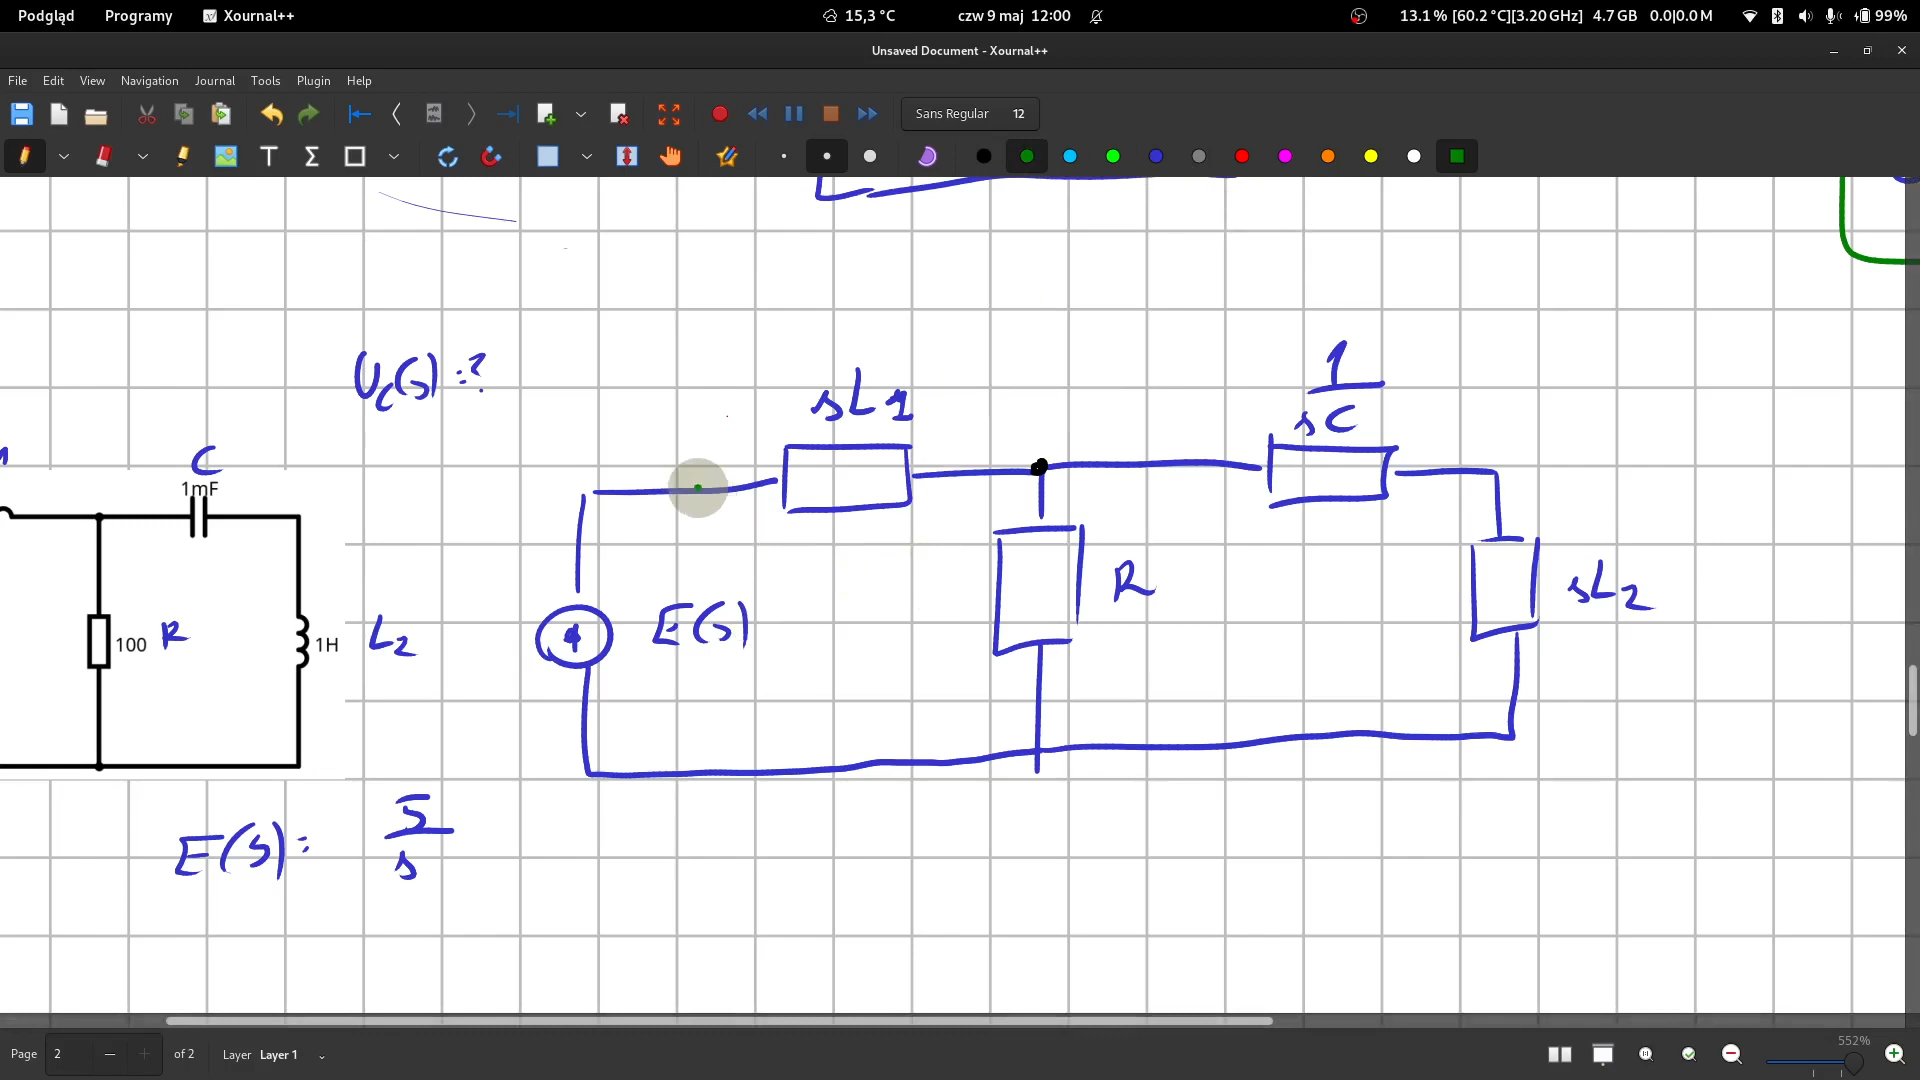 Podgląd Programy Xournal++ 15,3 °C czw 9 maj 12:00 13.1 % [60.2 °C][3.20 GHz] 4.7 GB 0.0|0.0 M 99%
Unsaved Document - Xournal++
File Edit View Navigation Journal Tools Plugin Help
Sans Regular 12
U_C(s) = ?
1
sC
sL1
C
1mF
R
sL2
E(s)
100 R
1H L2
E(s) = 5
s
Page 2 of 2 Layer Layer 1 552%